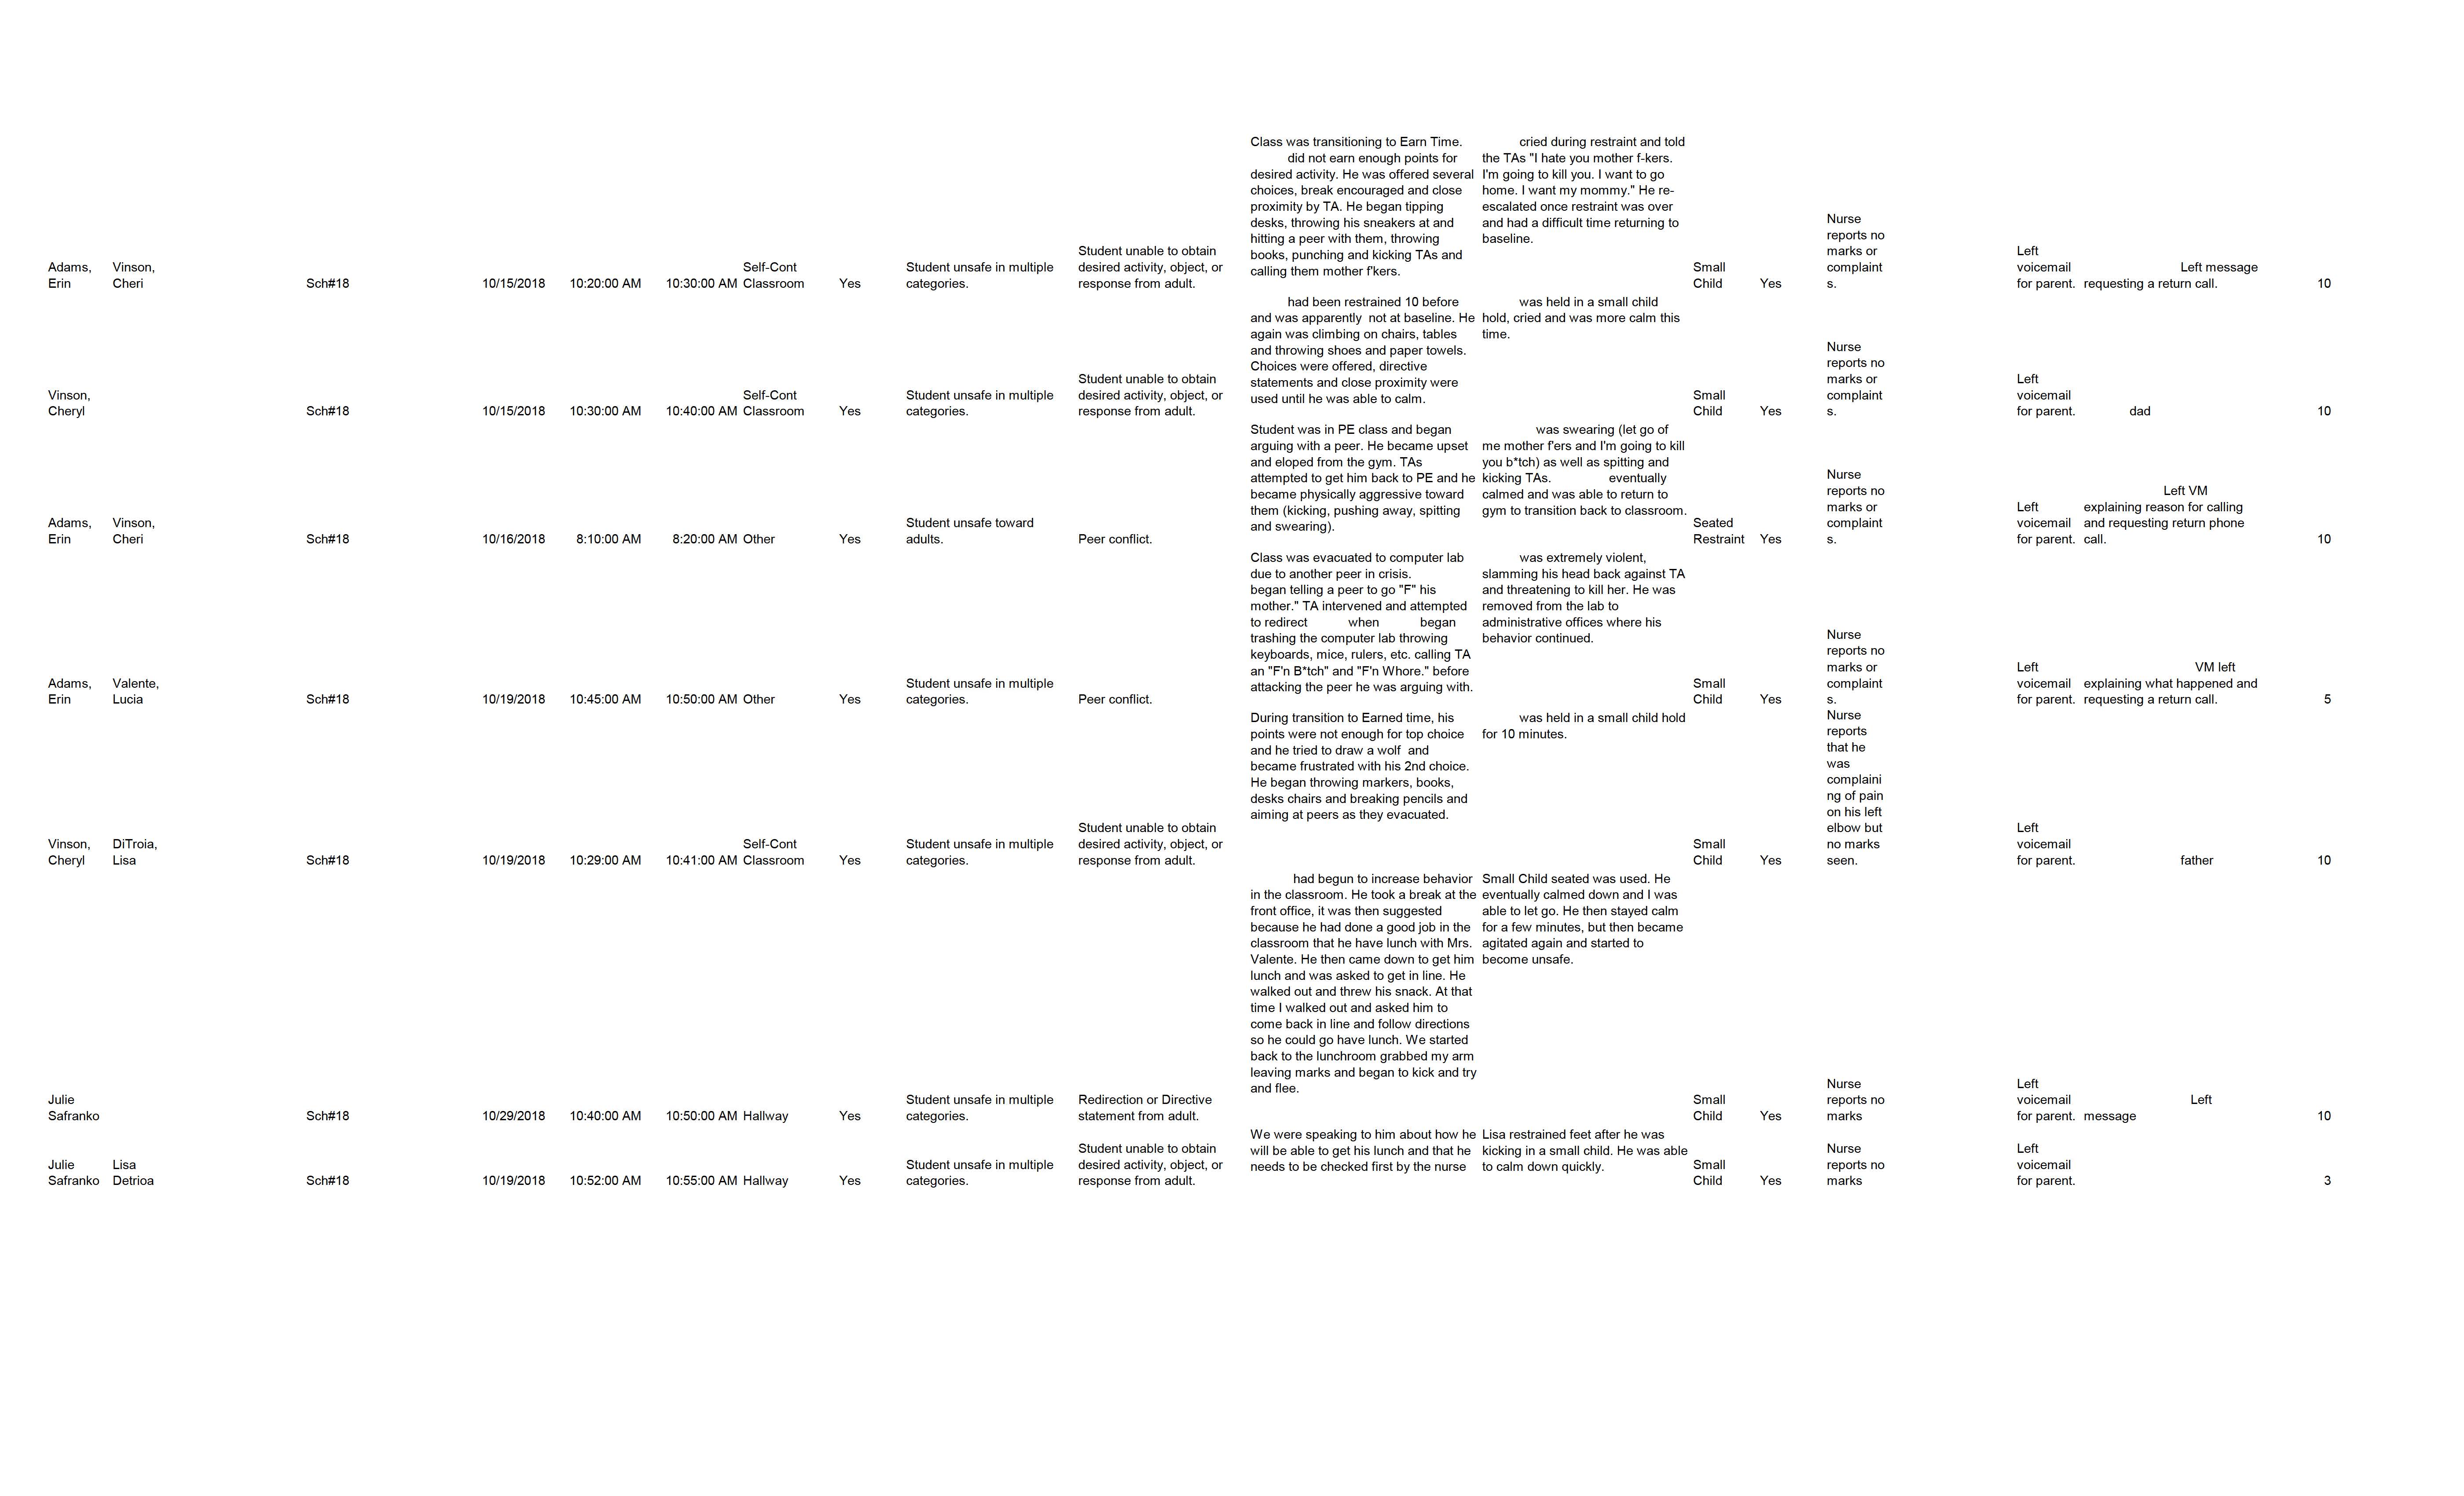 Adams, Erin
Vinson, Cheri
Sch#18
10/15/2018
10:20:00 AM
10:30:00 AM
Self-Cont Classroom
Yes
Student unsafe in multiple
categories.
Student unable to obtain
desired activity, object, or
response from adult.
Class was transitioning to Earn Time.
did not earn enough points for
desired activity. He was offered several
choices, break encouraged and close
proximity by TA. He began tipping
desks, throwing his sneakers at and
hitting a peer with them, throwing
books, punching and kicking TAs and
calling them mother f'kers.
cried during restraint and told
the TAs "I hate you mother f-kers.
I'm going to kill you. I want to go
home. I want my mommy." He re-
escalated once restraint was over
and had a difficult time returning to
baseline.
Small
Child
Yes
Nurse
reports no
marks or
complaint
s.
Left
voicemail
for parent.
Left message
requesting a return call.
10
Vinson,
Cheryl
Sch#18
10/15/2018
10:30:00 AM
10:40:00 AM
Self-Cont
Classroom
Yes
Student unsafe in multiple
categories.
Student unable to obtain
desired activity, object, or
response from adult.
had been restrained 10 before
and was apparently  not at baseline. He
again was climbing on chairs, tables
and throwing shoes and paper towels.
Choices were offered, directive
statements and close proximity were
used until he was able to calm.
was held in a small child
hold, cried and was more calm this
time.
Small
Child
Yes
Nurse
reports no
marks or
complaint
s.
Left
voicemail
for parent.
dad
10
Adams,
Erin
Vinson,
Cheri
Sch#18
10/16/2018
8:10:00 AM
8:20:00 AM
Other
Yes
Student unsafe toward
adults.
Peer conflict.
Student was in PE class and began
arguing with a peer. He became upset
and eloped from the gym. TAs
attempted to get him back to PE and he
became physically aggressive toward
them (kicking, pushing away, spitting
and swearing).
was swearing (let go of
me mother f'ers and I'm going to kill
you b*tch) as well as spitting and
kicking TAs. eventually
calmed and was able to return to
gym to transition back to classroom.
Seated
Restraint
Yes
Nurse
reports no
marks or
complaint
s.
Left
voicemail
for parent.
Left VM
explaining reason for calling
and requesting return phone
call.
10
Adams,
Erin
Valente,
Lucia
Sch#18
10/19/2018
10:45:00 AM
10:50:00 AM
Other
Yes
Student unsafe in multiple
categories.
Peer conflict.
Class was evacuated to computer lab
due to another peer in crisis.
began telling a peer to go "F" his
mother." TA intervened and attempted
to redirect when began
trashing the computer lab throwing
keyboards, mice, rulers, etc. calling TA
an "F'n B*tch" and "F'n Whore." before
attacking the peer he was arguing with.
was extremely violent,
slamming his head back against TA
and threatening to kill her. He was
removed from the lab to
administrative offices where his
behavior continued.
Small
Child
Yes
Nurse
reports no
marks or
complaint
s.
Left
voicemail
for parent.
VM left
explaining what happened and
requesting a return call.
5
Vinson,
Cheryl
DiTroia,
Lisa
Sch#18
10/19/2018
10:29:00 AM
10:41:00 AM
Self-Cont
Classroom
Yes
Student unsafe in multiple
categories.
Student unable to obtain
desired activity, object, or
response from adult.
During transition to Earned time, his
points were not enough for top choice
and he tried to draw a wolf  and
became frustrated with his 2nd choice.
He began throwing markers, books,
desks chairs and breaking pencils and
aiming at peers as they evacuated.
was held in a small child hold
for 10 minutes.
Small
Child
Yes
Nurse
reports
that he
was
complaini
ng of pain
on his left
elbow but
no marks
seen.
Left
voicemail
for parent.
father
10
Julie
Safranko
Sch#18
10/29/2018
10:40:00 AM
10:50:00 AM
Hallway
Yes
Student unsafe in multiple
categories.
Redirection or Directive
statement from adult.
had begun to increase behavior
in the classroom. He took a break at the
front office, it was then suggested
because he had done a good job in the
classroom that he have lunch with Mrs.
Valente. He then came down to get him
lunch and was asked to get in line. He
walked out and threw his snack. At that
time I walked out and asked him to
come back in line and follow directions
so he could go have lunch. We started
back to the lunchroom grabbed my arm
leaving marks and began to kick and try
and flee.
Small Child seated was used. He
eventually calmed down and I was
able to let go. He then stayed calm
for a few minutes, but then became
agitated again and started to
become unsafe.
Small
Child
Yes
Nurse
reports no
marks
Left
voicemail
for parent.
Left
message
10
Julie
Safranko
Lisa
Detrioa
Sch#18
10/19/2018
10:52:00 AM
10:55:00 AM
Hallway
Yes
Student unsafe in multiple
categories.
Student unable to obtain
desired activity, object, or
response from adult.
We were speaking to him about how he
will be able to get his lunch and that he
needs to be checked first by the nurse
Lisa restrained feet after he was
kicking in a small child. He was able
to calm down quickly.
Small
Child
Yes
Nurse
reports no
marks
Left
voicemail
for parent.
3